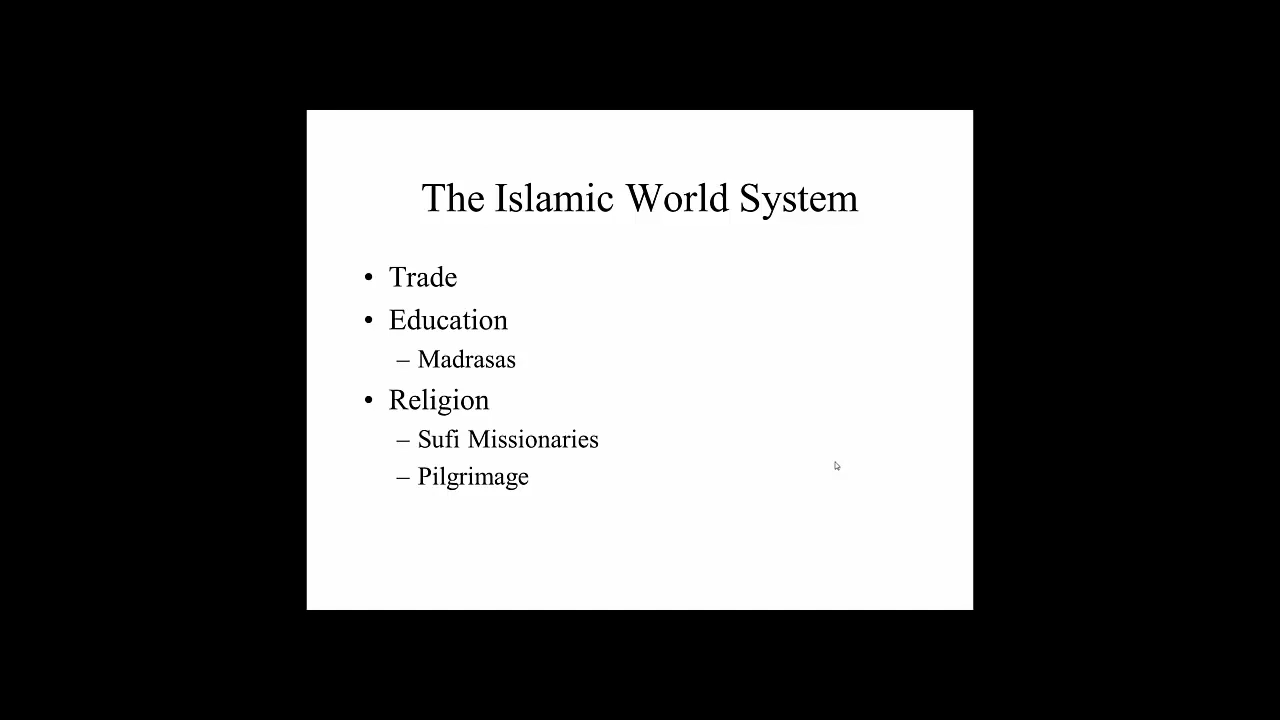 The Islamic World System
• Trade
• Education
– Madrasas
• Religion
– Sufi Missionaries
– Pilgrimage